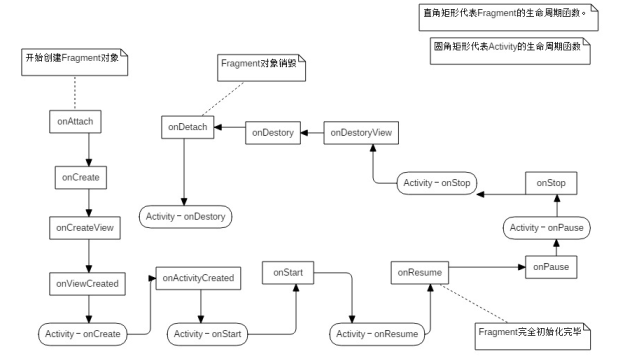 直角矩形代表Fragment的生命周期函数。
圆角矩形代表Activity的生命周期函数
开始创建Fragment对象
Fragment对象销毁
onAttach
onDetach
onDestory
onDestoryView
onCreate
Activity - onStop
onStop
Activity - onDestory
onCreateView
Activity - onPause
onViewCreated
onActivityCreated
onStart
onResume
onPause
Activity - onCreate
Activity - onStart
Activity - onResume
Fragment完全初始化完毕